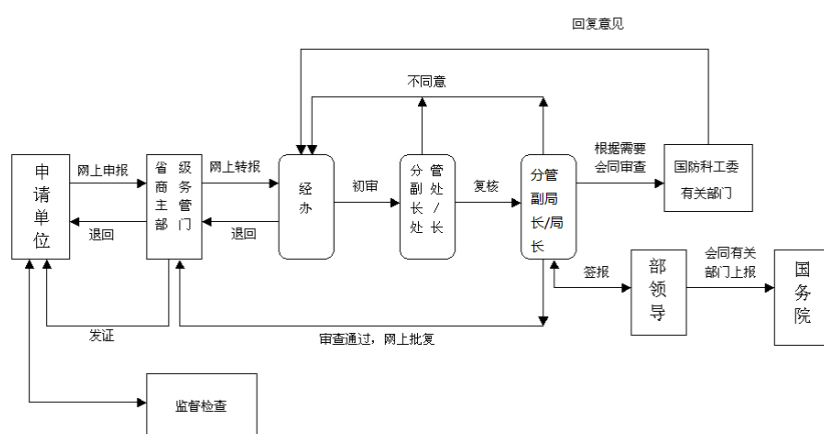 回复意见
不同意
根据需要
会同审查
申请单位
网上申报
省级
商务
主管
部门
网上转报
经办
初审
分管
副处
长/
处长
复核
分管
副局
长/局
长
国防科工委
有关部门
退回
退回
签报
部领导
会同有关
部门上报
国务院
发证
审查通过，网上批复
监督检查